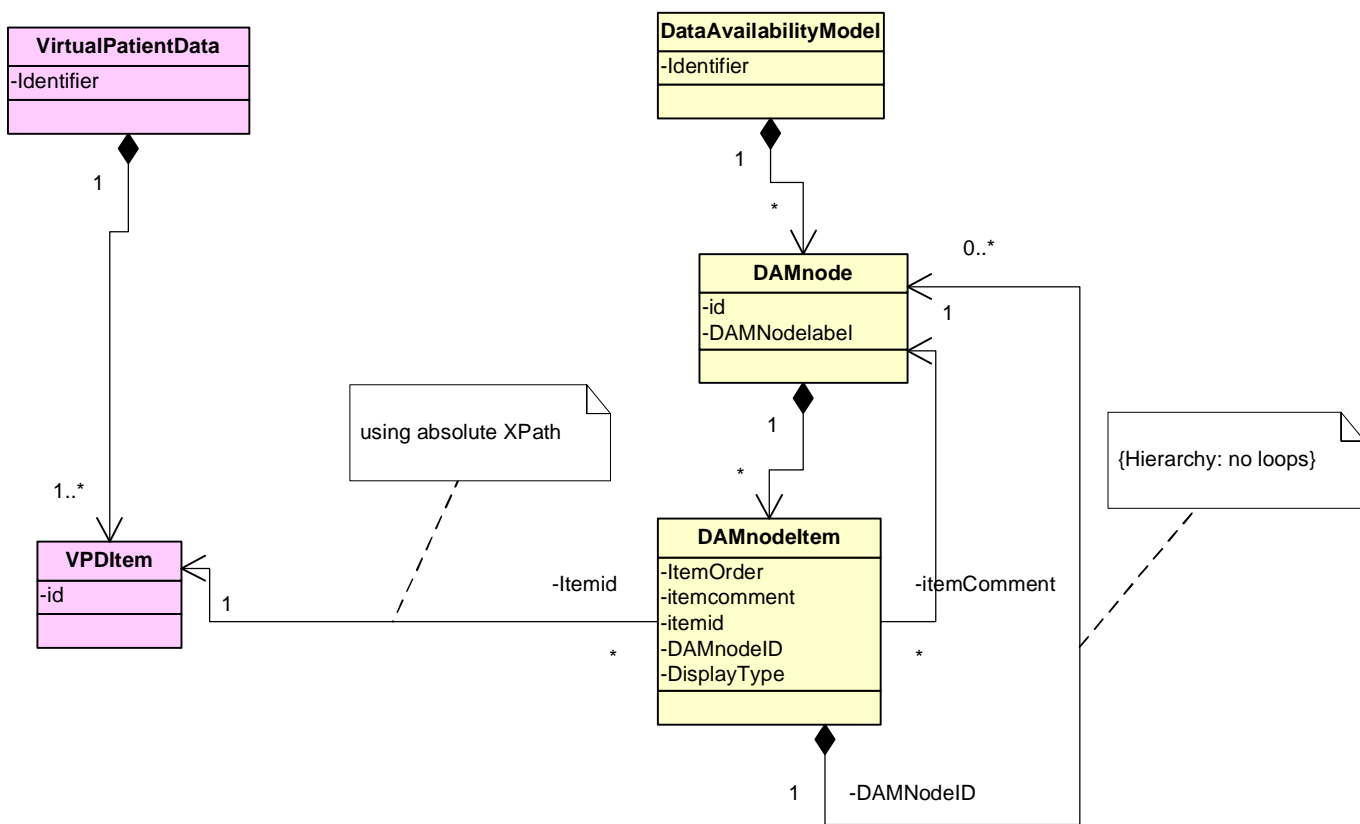 VirtualPatientData
-Identifier
1
DataAvailabilityModel
-Identifier
1
*
0..*
DAMnode
-id
-DAMNodelabel
1
1
*
using absolute XPath
{Hierarchy: no loops}
1..*
VPDItem
-id
1
-Itemid
*
DAMnodeItem
-ItemOrder
-itemcomment
-itemid
-DAMnodeID
-DisplayType
-itemComment
*
1
-DAMNodeID